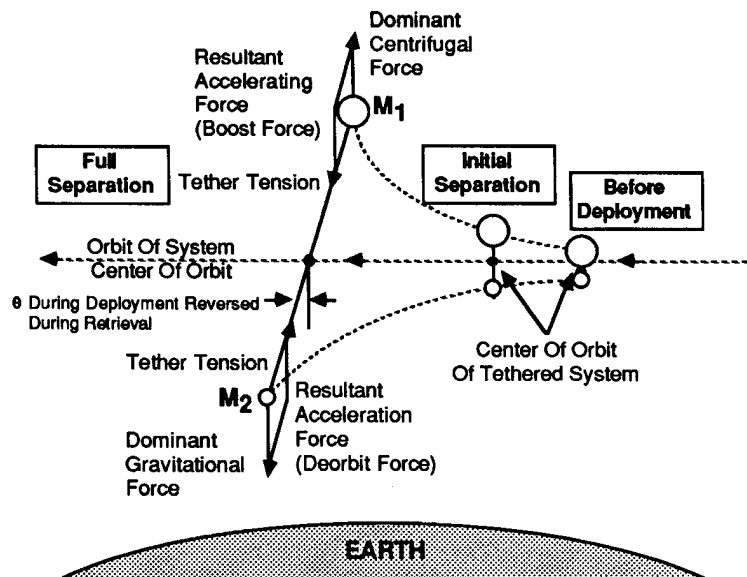 Dominant
Centrifugal
Force
Resultant
Accelerating
Force
(Boost Force)
M1
Full
Separation
Tether Tension
Initial
Separation
Before
Deployment
Orbit Of System
Center Of Orbit
θ During Deployment Reversed
During Retrieval
Tether Tension
Center Of Orbit
Of Tethered System
M2
Resultant
Acceleration
Force
(Deorbit Force)
Dominant
Gravitational
Force
EARTH